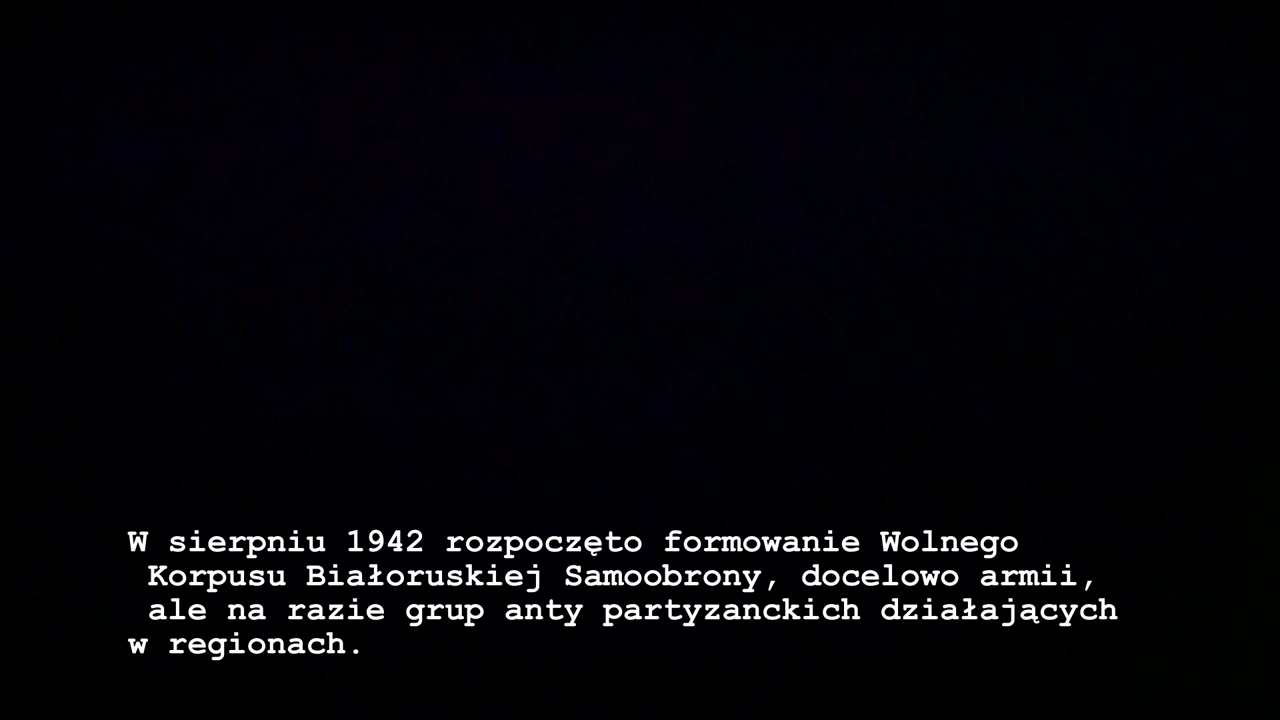 W sierpniu 1942 rozpoczęto formowanie Wolnego
Korpusu Białoruskiej Samoobrony, docelowo armii,
ale na razie grup anty partyzanckich działających
w regionach.